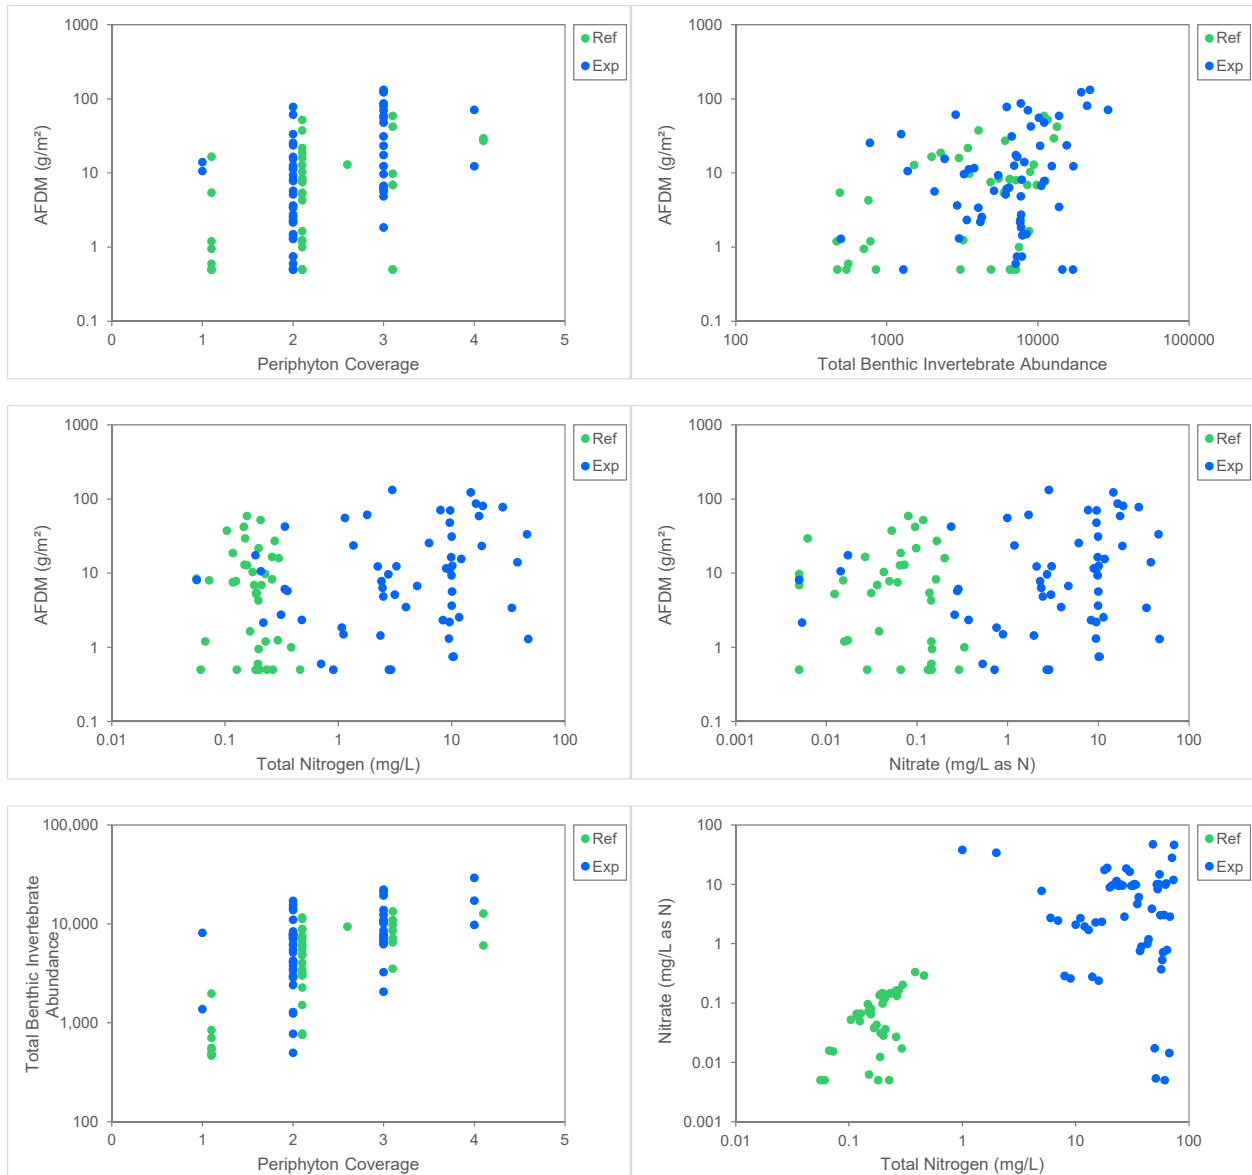 1000
100
10
1
0.1
AFDM (g/m²)
0
1
2
3
4
5
Periphyton Coverage
Ref
Exp
1000
100
10
1
0.1
AFDM (g/m²)
100
1000
10000
100000
Total Benthic Invertebrate Abundance
Ref
Exp
1000
100
10
1
0.1
AFDM (g/m²)
0.01
0.1
1
10
100
Total Nitrogen (mg/L)
Ref
Exp
1000
100
10
1
0.1
AFDM (g/m²)
0.001
0.01
0.1
1
10
100
Nitrate (mg/L as N)
Ref
Exp
100,000
10,000
1,000
100
Total Benthic Invertebrate
Abundance
0
1
2
3
4
5
Periphyton Coverage
Ref
Exp
100
10
1
0.1
0.01
0.001
Nitrate (mg/L as N)
0.01
0.1
1
10
100
Total Nitrogen (mg/L)
Ref
Exp